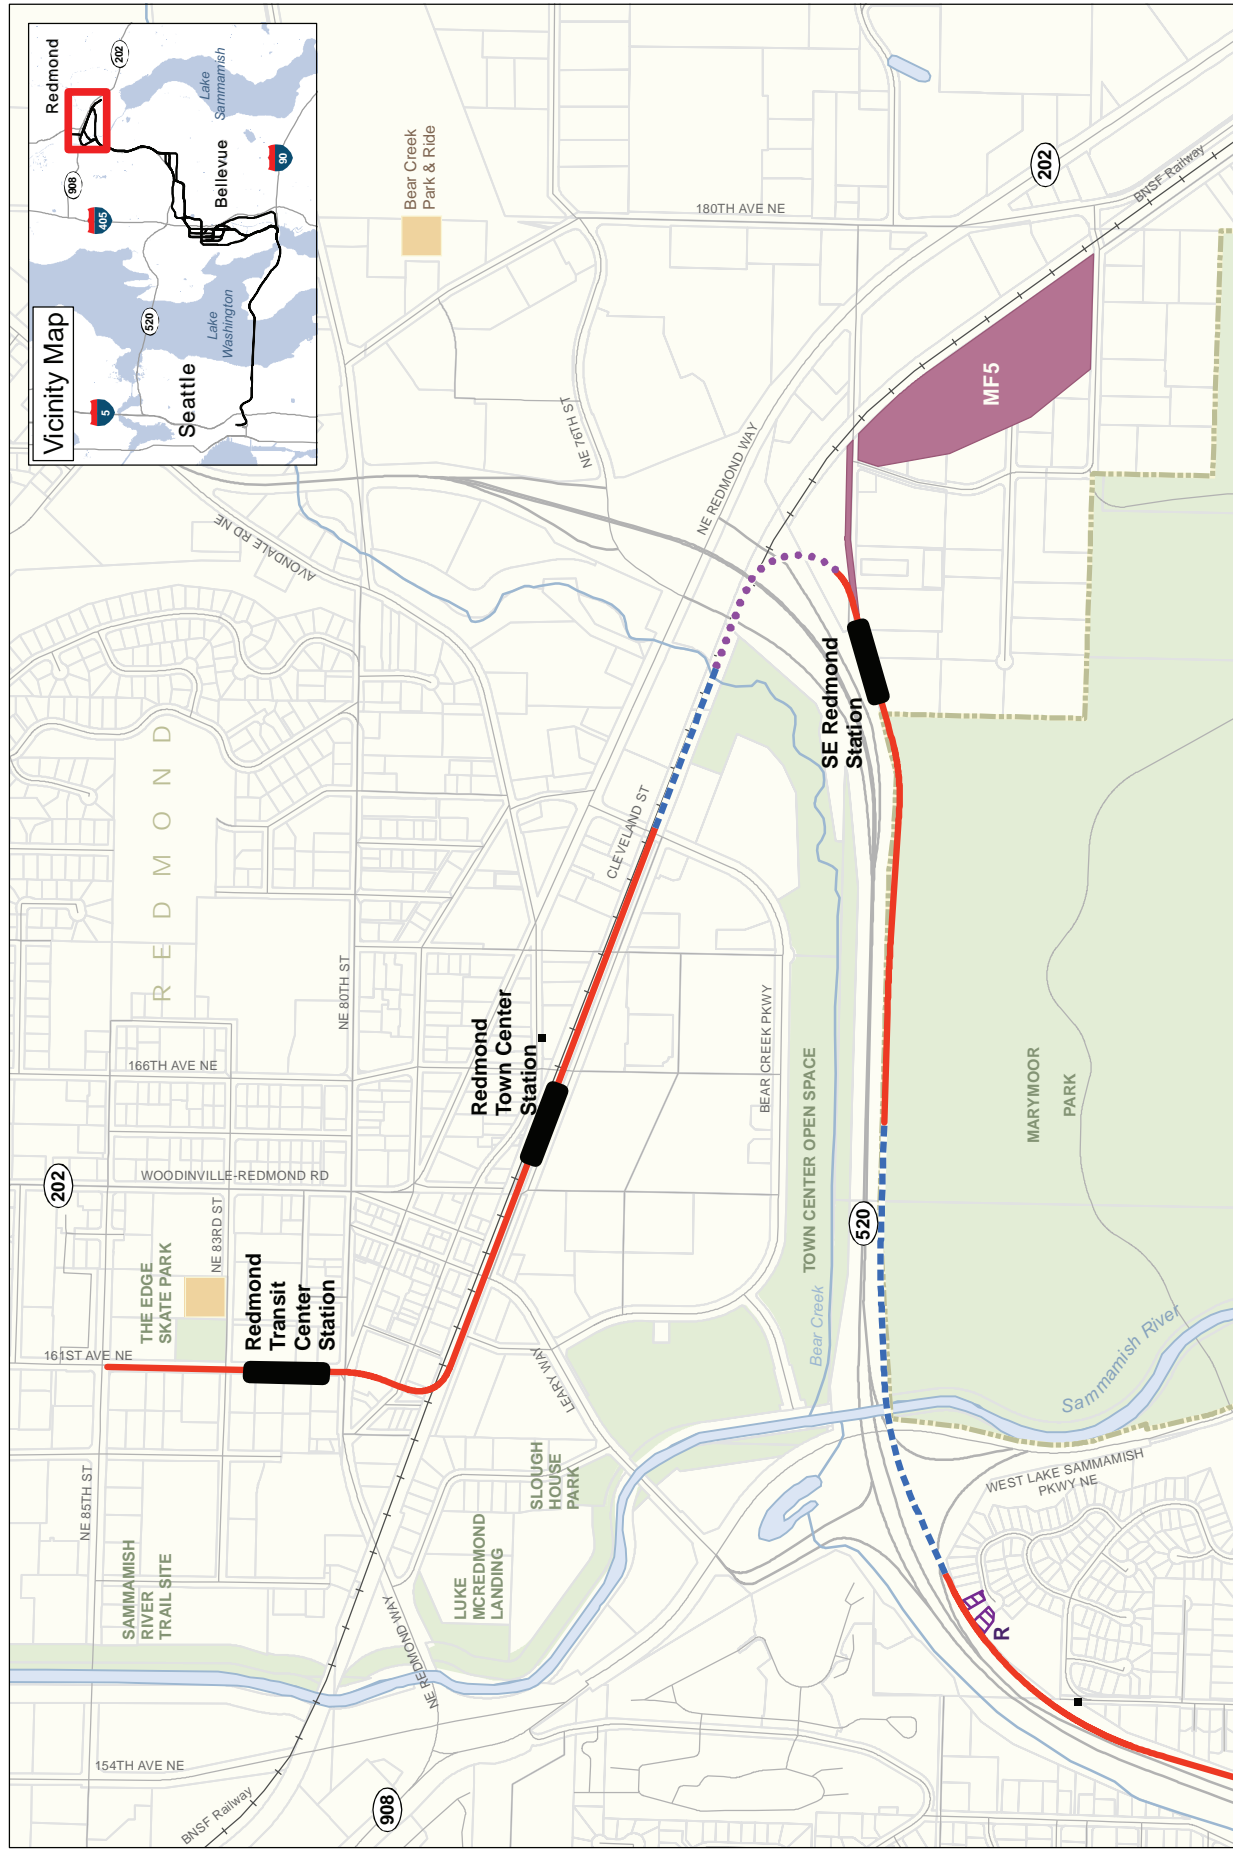 Vicinity Map
Redmond
202
Lake
Sammamish
908
405
Bellevue
90
520
Lake
Washington
Seattle
5
Bear Creek
Park & Ride
180TH AVE NE
202
BNSF Railway
MF5
NE 76TH ST
NE REDMOND WAY
AVONDALE RD NE
REDMOND
SE Redmond
Station
CLEVELAND ST
NE 80TH ST
166TH AVE NE
Redmond
Town Center
Station
BEAR CREEK PKWY
TOWN CENTER OPEN SPACE
MARYMOOR
PARK
202
WOODINVILLE-REDMOND RD
NE 83RD ST
THE EDGE
SKATE PARK
161ST AVE NE
Redmond
Transit
Center
Station
520
Bear Creek
Sammamish River
LEARY WAY
SLOUGH
HOUSE
PARK
WEST LAKE SAMMAMISH
PKWY NE
NE 85TH ST
SAMMAMISH
RIVER
TRAIL SITE
LUKE
MCREDMOND
LANDING
NE REDMOND WAY
R
154TH AVE NE
BNSF Railway
908